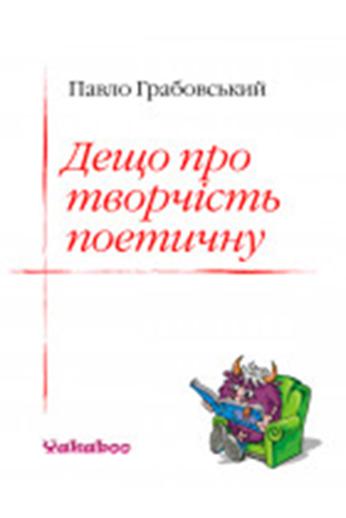 Павло Грабовський
Дещо про
творчість
поетичну
Yakaboo